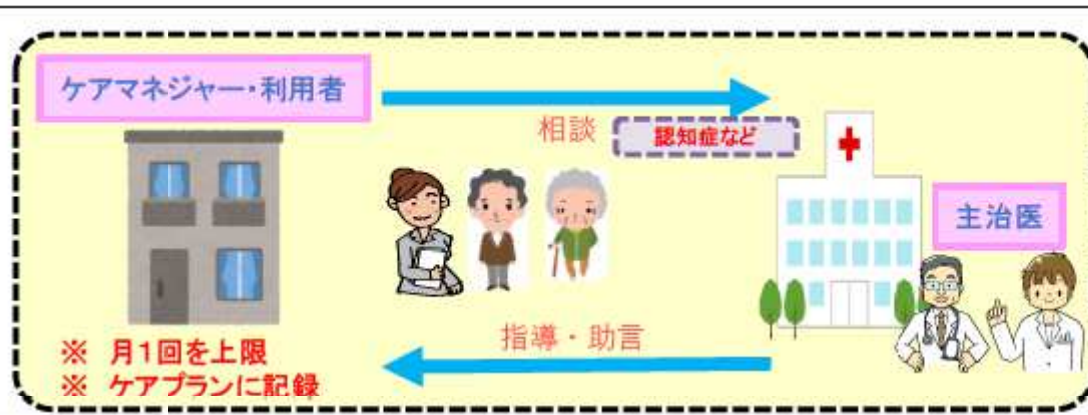 ケアマネジャー・利用者
相談
認知症など
主治医
指導・助言
※ 月1回を上限
※ ケアプランに記録